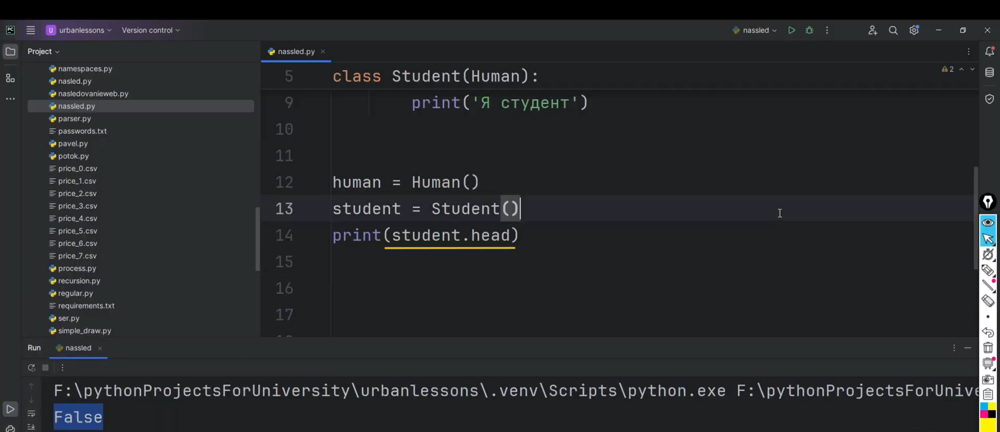 PC
U urbanlessons
Version control
nassled
Project
nassled.py
namespaces.py
nasled.py
nasledovanieweb.py
nassled.py
parser.py
passwords.txt
pavel.py
potok.py
price_0.csv
price_1.csv
price_2.csv
price_3.csv
price_4.csv
price_5.csv
price_6.csv
price_7.csv
process.py
recursion.py
regular.py
requirements.txt
ser.py
simple_draw.py
2
5 class Student(Human):
9 print('Я студент')
10
11
12 human = Human()
13 student = Student()
14 print(student.head)
15
16
17
Run
nassled
F:\pythonProjectsForUniversity\urbanlessons\.venv\Scripts\python.exe F:\pythonProjectsForUnive
False